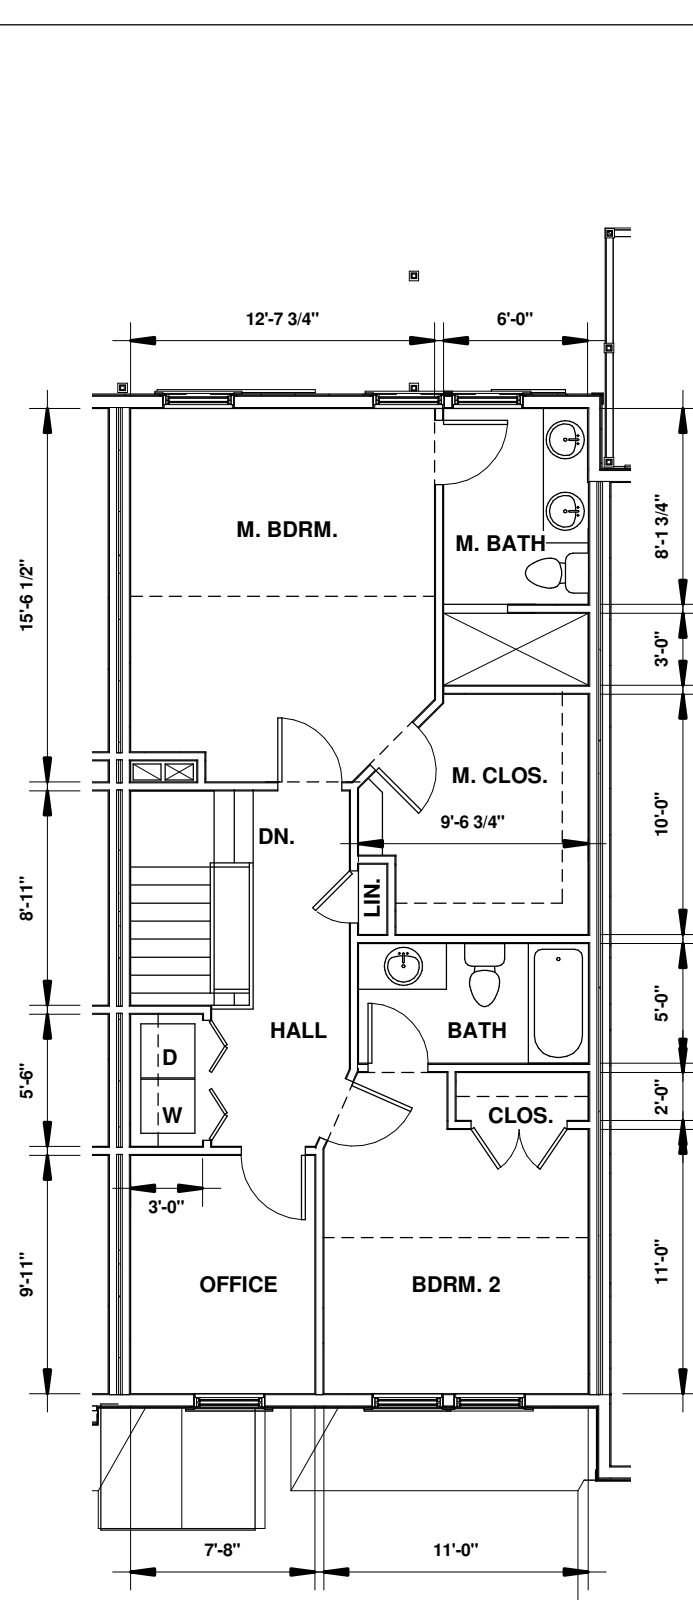 12'-7 3/4"
6'-0"
M. BDRM.
M. BATH
8'-1 3/4"
15'-6 1/2"
3'-0"
M. CLOS.
9'-6 3/4"
10'-0"
DN.
LIN.
8'-11"
HALL
BATH
5'-0"
D
W
5'-6"
CLOS.
2'-0"
3'-0"
OFFICE
BDRM. 2
9'-11"
11'-0"
7'-8"
11'-0"